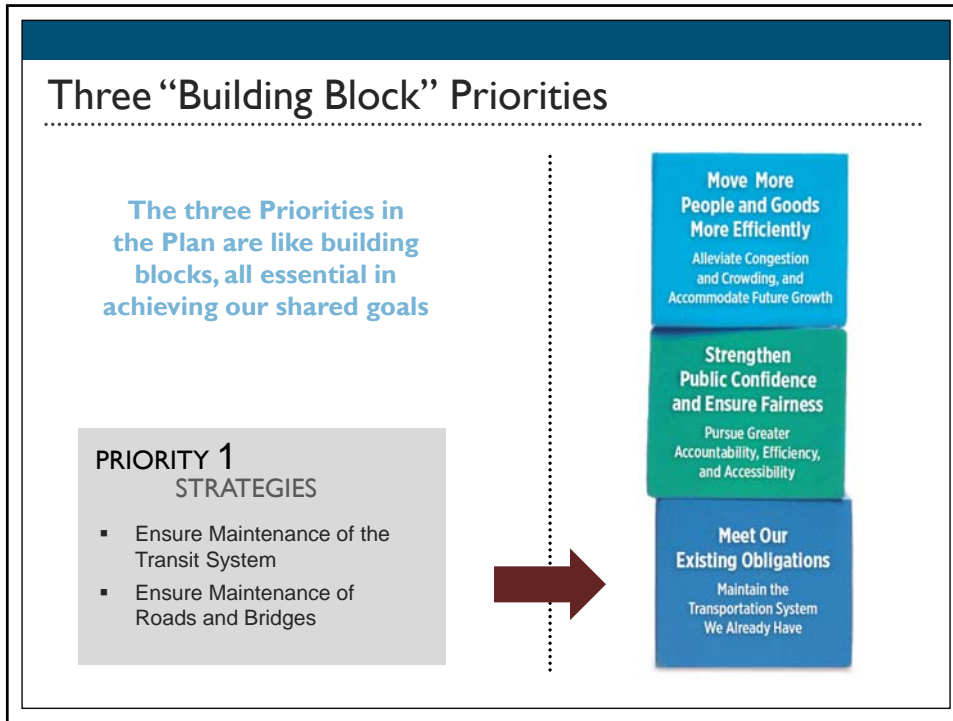 Three “Building Block” Priorities
The three Priorities in
the Plan are like building
blocks, all essential in
achieving our shared goals
PRIORITY 1
STRATEGIES
▪ Ensure Maintenance of the
Transit System
▪ Ensure Maintenance of
Roads and Bridges
Move More
People and Goods
More Efficiently
Alleviate Congestion
and Crowding, and
Accommodate Future Growth
Strengthen
Public Confidence
and Ensure Fairness
Pursue Greater
Accountability, Efficiency,
and Accessibility
Meet Our
Existing Obligations
Maintain the
Transportation System
We Already Have